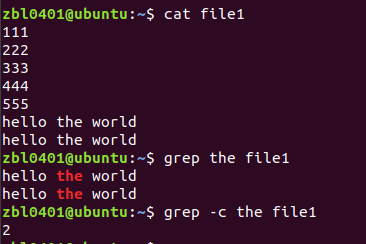 zbl0401@ubuntu:~$ cat file1
111
222
333
444
555
hello the world
hello the world
zbl0401@ubuntu:~$ grep the file1
hello the world
hello the world
zbl0401@ubuntu:~$ grep -c the file1
2